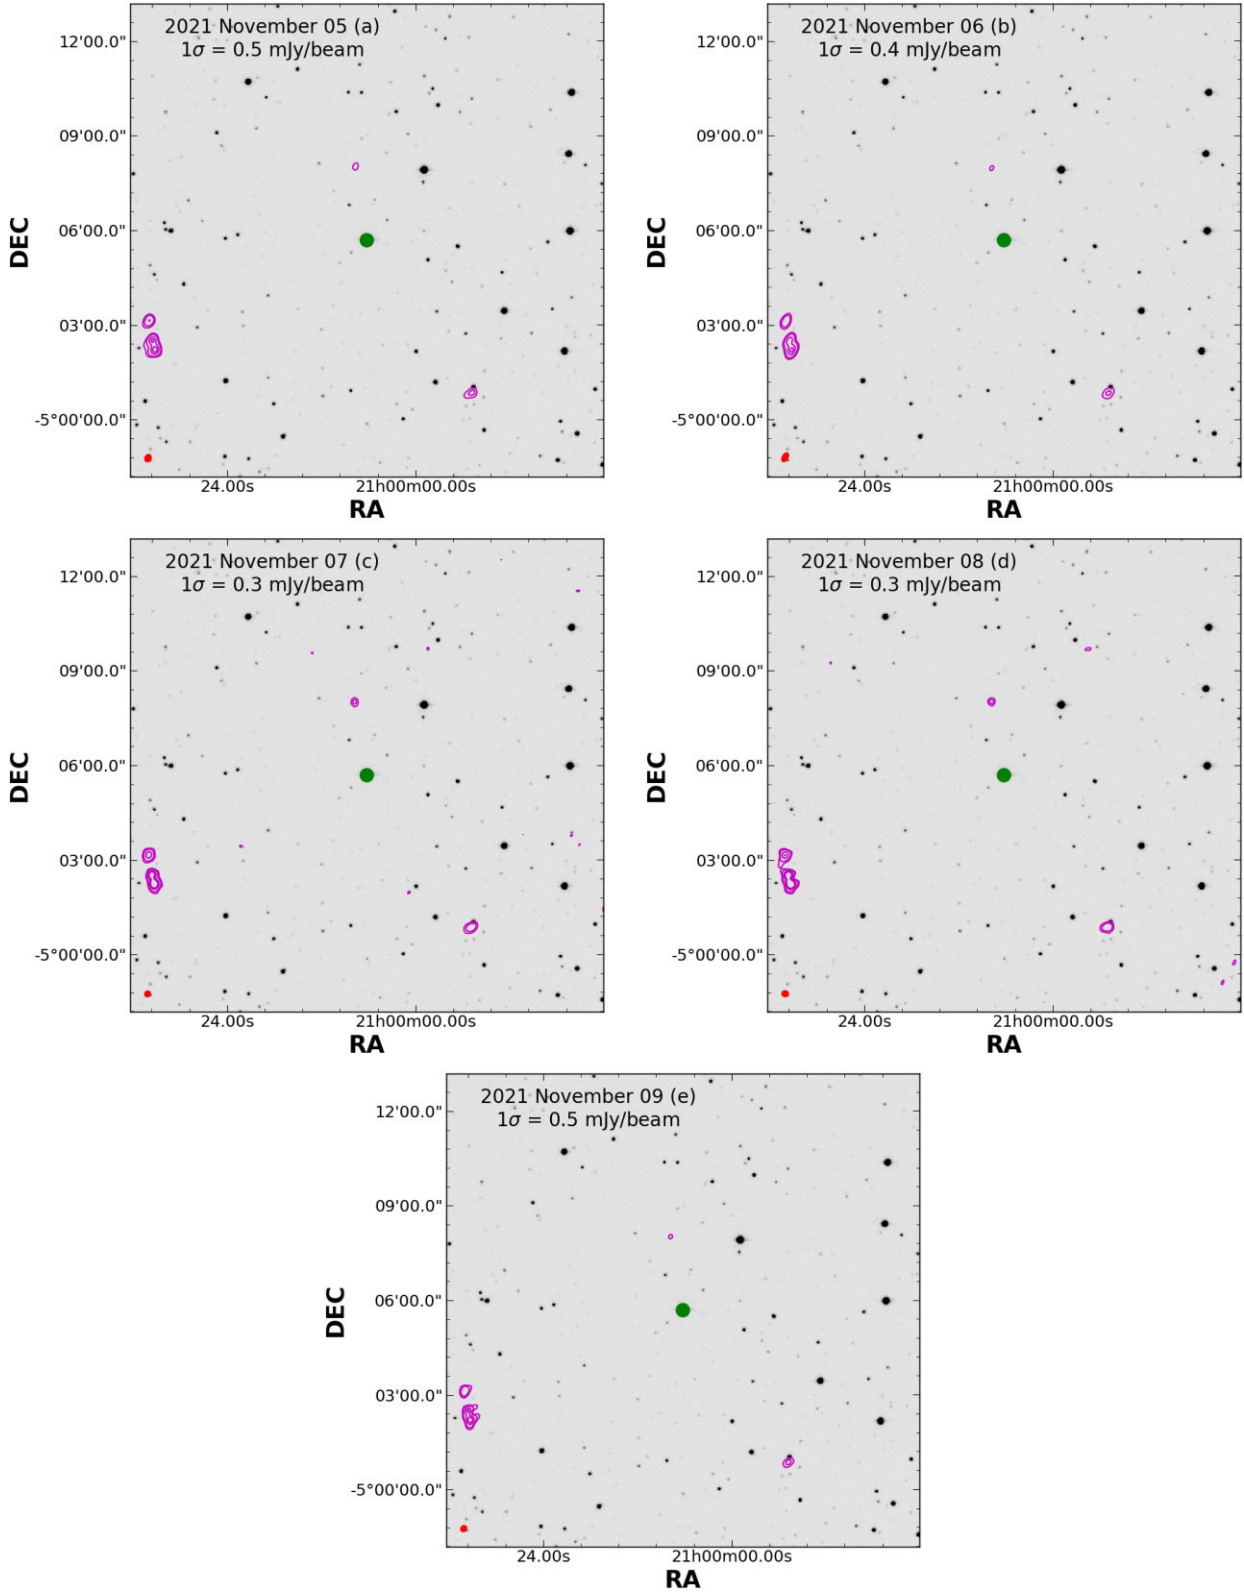 2021 November 05 (a)
1σ = 0.5 mJy/beam
12'00.0"
09'00.0"
06'00.0"
03'00.0"
-5°00'00.0"
24.00s
21h00m00.00s
RA
DEC
2021 November 06 (b)
1σ = 0.4 mJy/beam
12'00.0"
09'00.0"
06'00.0"
03'00.0"
-5°00'00.0"
24.00s
21h00m00.00s
RA
DEC
2021 November 07 (c)
1σ = 0.3 mJy/beam
12'00.0"
09'00.0"
06'00.0"
03'00.0"
-5°00'00.0"
24.00s
21h00m00.00s
RA
DEC
2021 November 08 (d)
1σ = 0.3 mJy/beam
12'00.0"
09'00.0"
06'00.0"
03'00.0"
-5°00'00.0"
24.00s
21h00m00.00s
RA
DEC
2021 November 09 (e)
1σ = 0.5 mJy/beam
12'00.0"
09'00.0"
06'00.0"
03'00.0"
-5°00'00.0"
24.00s
21h00m00.00s
RA
DEC